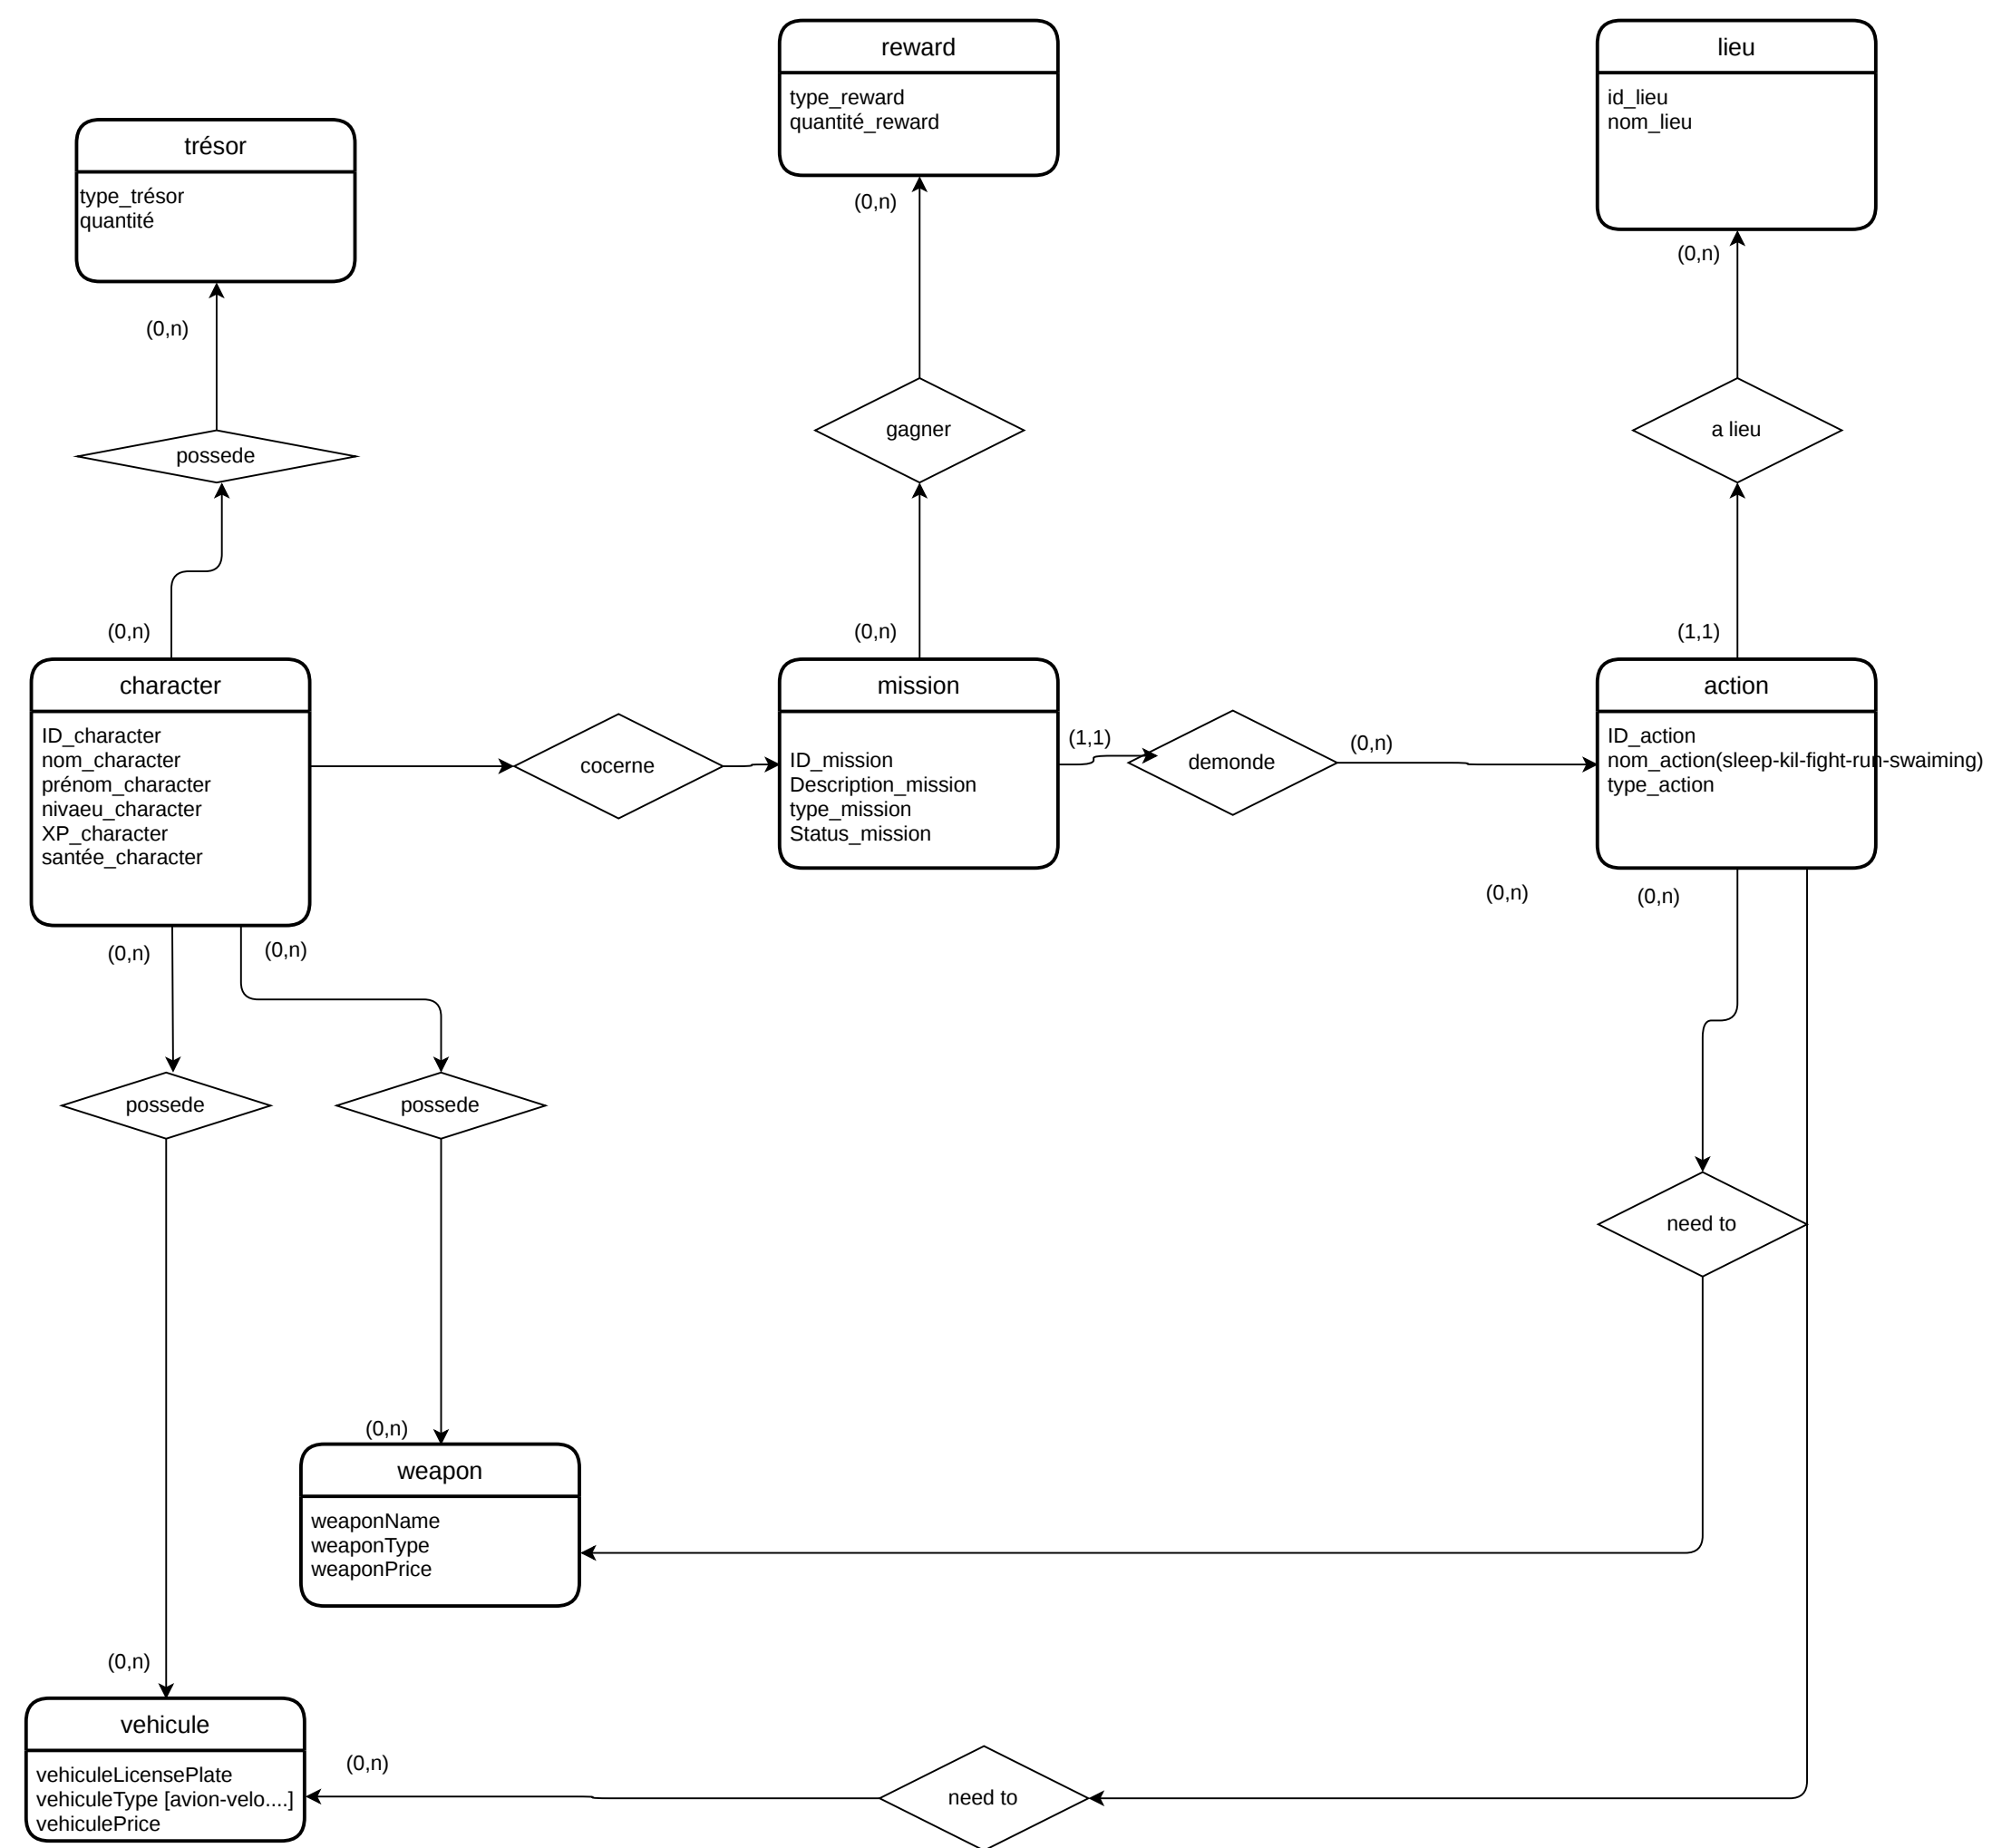 reward
type_reward
quantité_reward
lieu
id_lieu
nom_lieu
trésor
type_trésor
quantité
(0,n)
(0,n)
(0,n)
possede
gagner
a lieu
(0,n)
(0,n)
(1,1)
character
ID_character
nom_character
prénom_character
nivaeu_character
XP_character
santée_character
cocerne
mission
ID_mission
Description_mission
type_mission
Status_mission
(1,1)
demonde
(0,n)
action
ID_action
nom_action(sleep-kil-fight-run-swaiming)
type_action
(0,n)
(0,n)
(0,n)
(0,n)
possede
possede
need to
(0,n)
weapon
weaponName
weaponType
weaponPrice
(0,n)
vehicule
vehiculeLicensePlate
vehiculeType [avion-velo....]
vehiculePrice
(0,n)
need to